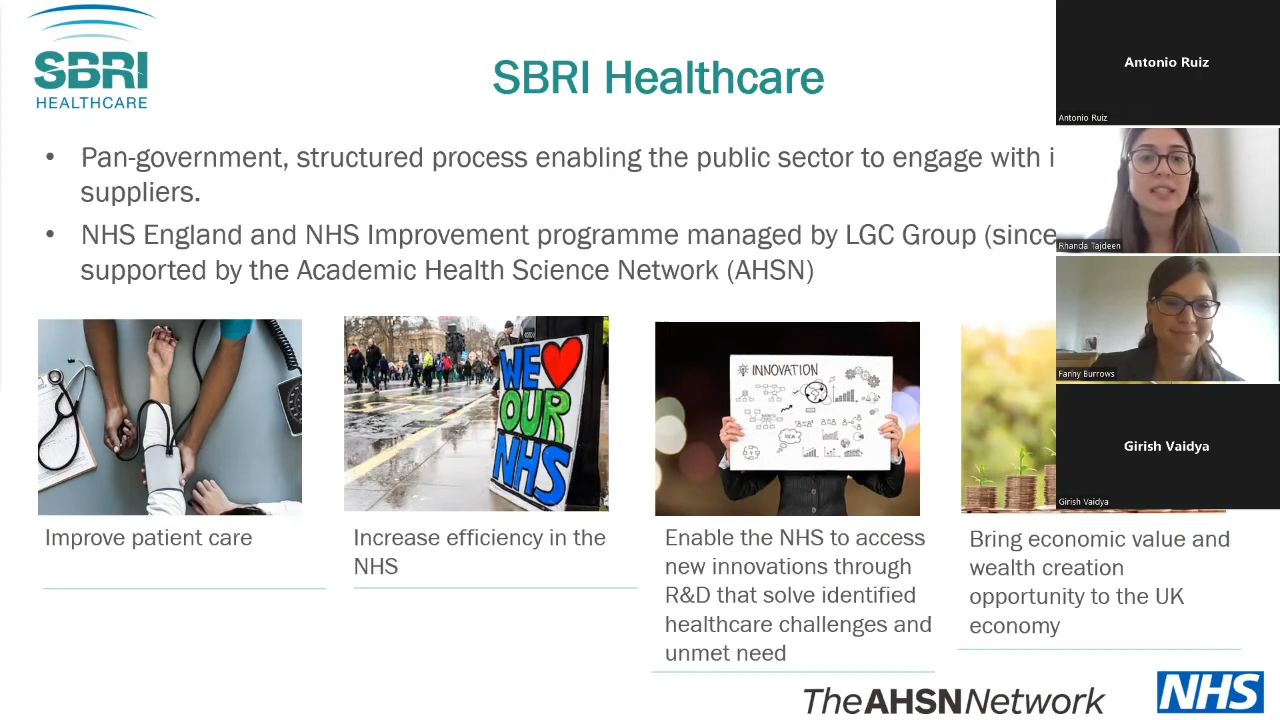 SBRI
HEALTHCARE
SBRI Healthcare
• Pan-government, structured process enabling the public sector to engage with i
suppliers.
• NHS England and NHS Improvement programme managed by LGC Group (since
supported by the Academic Health Science Network (AHSN)
WE
OUR
NHS
INNOVATION
IDEA
Improve patient care
Increase efficiency in the
NHS
Enable the NHS to access
new innovations through
R&D that solve identified
healthcare challenges and
unmet need
Bring economic value and
wealth creation
opportunity to the UK
economy
TheAHSNNetwork
NHS
Antonio Ruiz
Antonio Ruiz
Rhanda Tajdeen
Fanny Burrows
Girish Vaidya
Girish Vaidya